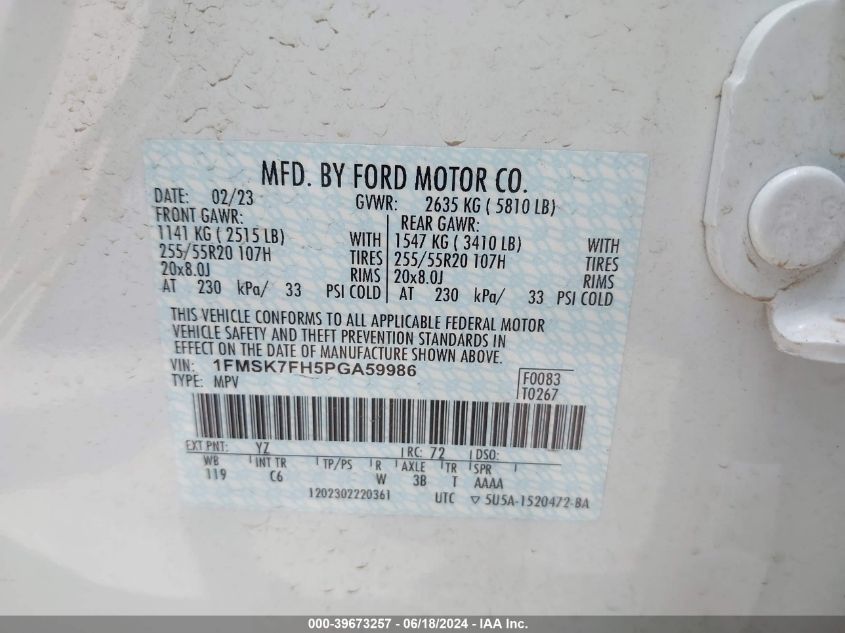 MFD. BY FORD MOTOR CO.
DATE: 02/23 GVWR: 2635 KG ( 5810 LB)
FRONT GAWR: REAR GAWR:
1141 KG ( 2515 LB) WITH 1547 KG ( 3410 LB) WITH
255/55R20 107H TIRES 255/55R20 107H TIRES
20x8.0J RIMS 20x8.0J RIMS
AT 230 kPa/ 33 PSI COLD AT 230 kPa/ 33 PSI COLD
THIS VEHICLE CONFORMS TO ALL APPLICABLE FEDERAL MOTOR
VEHICLE SAFETY AND THEFT PREVENTION STANDARDS IN
EFFECT ON THE DATE OF MANUFACTURE SHOWN ABOVE.
VIN: 1FMSK7FH5PGA59986 F0083
TYPE: MPV T0267
EXT PNT: YZ RC: 72 DSO:
WB INT TR TP/PS R AXLE TR SPR
119 C6 W 3B T AAAA
1202302220361 UTC ▽ 5U5A-1520472-BA
000-39673257 - 06/18/2024 - IAA Inc.